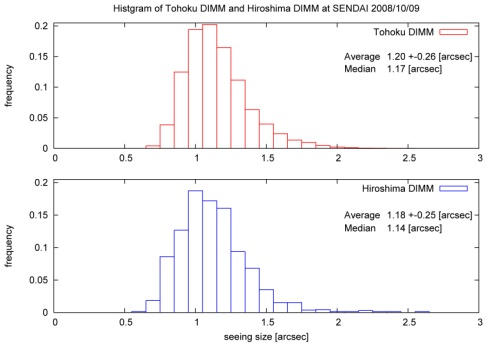 Histgram of Tohoku DIMM and Hiroshima DIMM at SENDAI 2008/10/09
0.2
0.15
0.1
0.05
0
frequency
Tohoku DIMM
Average 1.20 +-0.26 [arcsec]
Median 1.17 [arcsec]
0 0.5 1 1.5 2 2.5 3
0.2
0.15
0.1
0.05
0
frequency
Hiroshima DIMM
Average 1.18 +-0.25 [arcsec]
Median 1.14 [arcsec]
0 0.5 1 1.5 2 2.5 3
seeing size [arcsec]